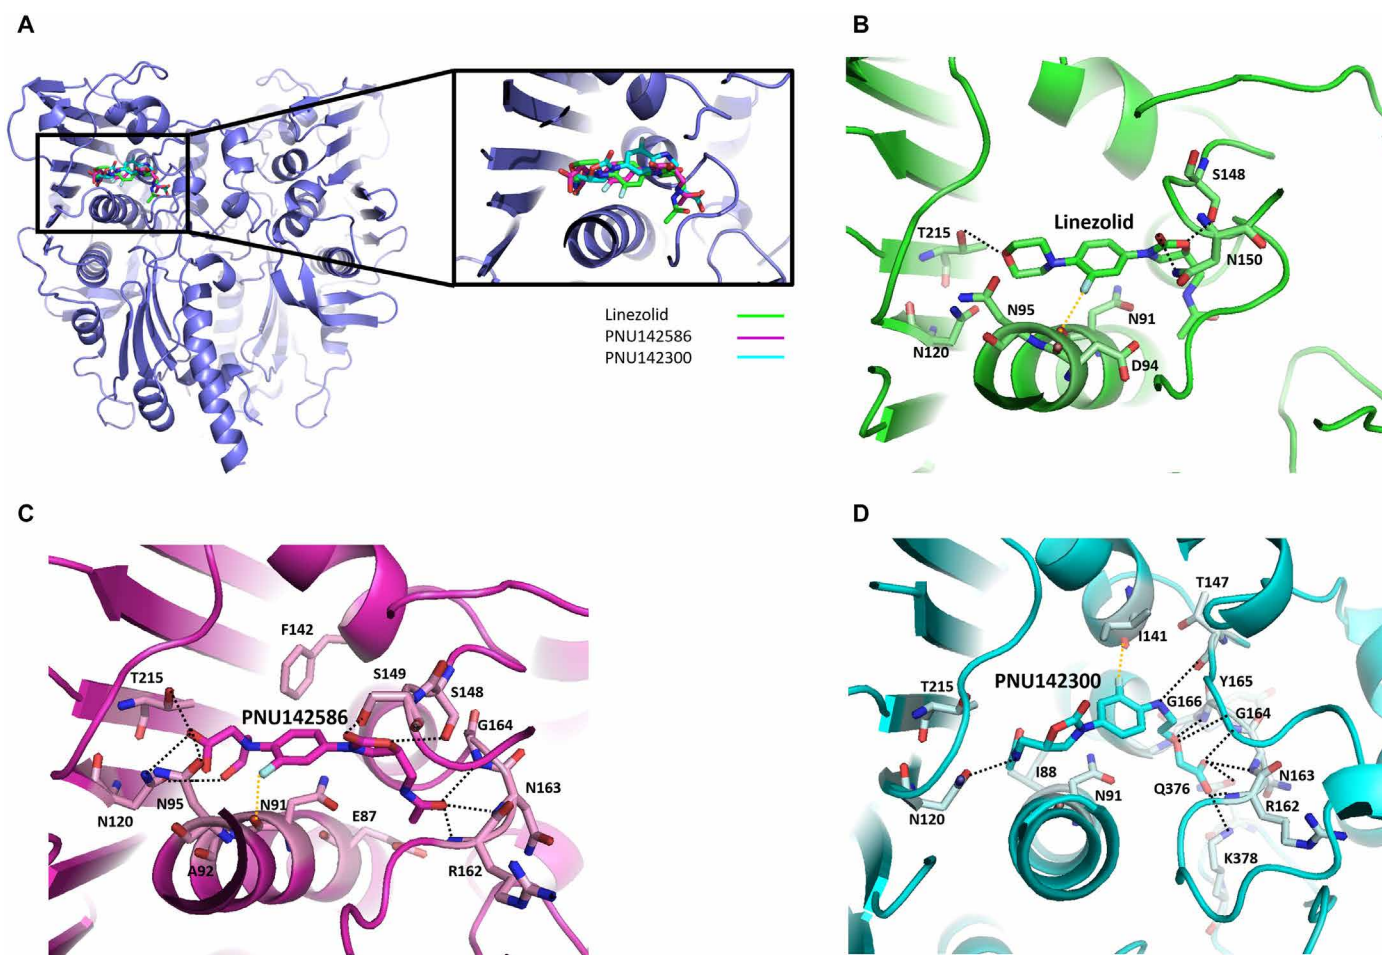 A
B
Linezolid
PNU142586
PNU142300
S148
T215
Linezolid
N150
N95
N91
N120
D94
C
D
F142
S149
T215
S148
PNU142586
G164
N163
N95
N91
E87
N120
A92
R162
T147
I141
T215
PNU142300
Y165
G166
G164
I88
Q376
N163
N91
R162
N120
K378